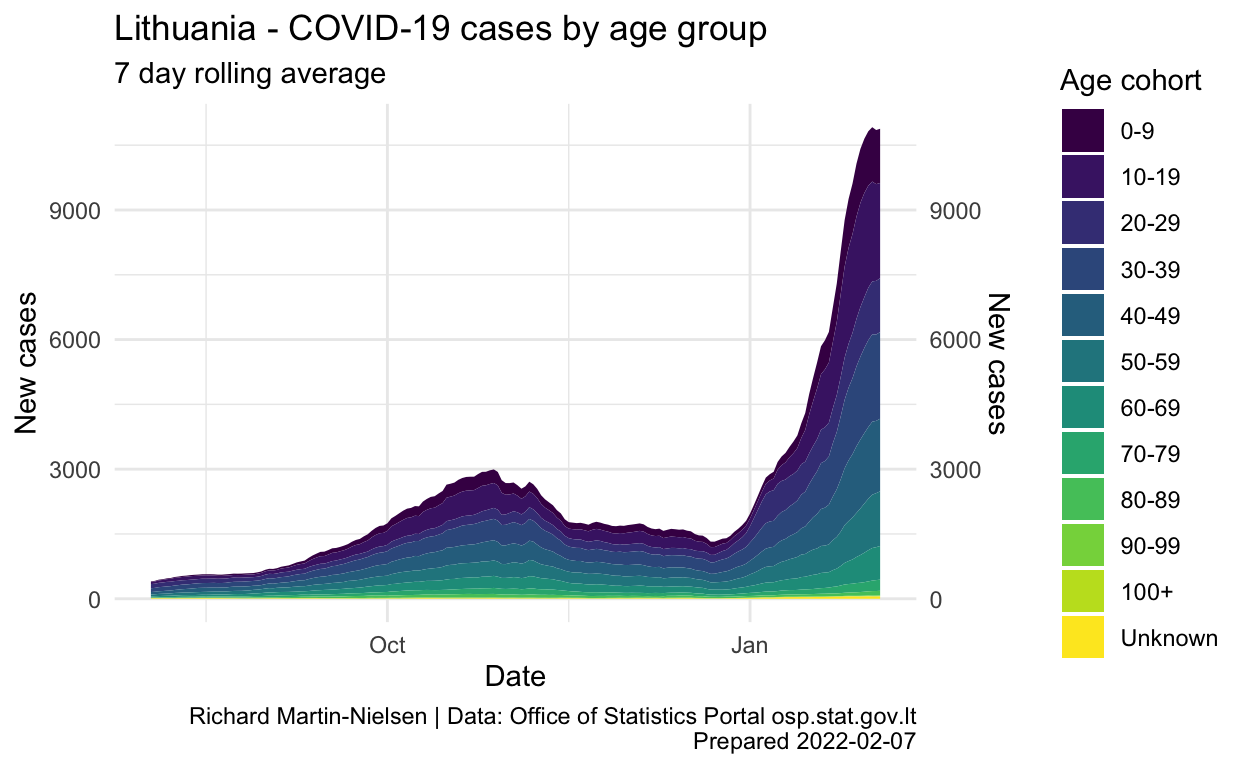 Lithuania - COVID-19 cases by age group
7 day rolling average
New cases
9000
6000
3000
0
9000
6000
3000
0
New cases
Oct
Jan
Date
Age cohort
0-9
10-19
20-29
30-39
40-49
50-59
60-69
70-79
80-89
90-99
100+
Unknown
Richard Martin-Nielsen | Data: Office of Statistics Portal osp.stat.gov.lt
Prepared 2022-02-07